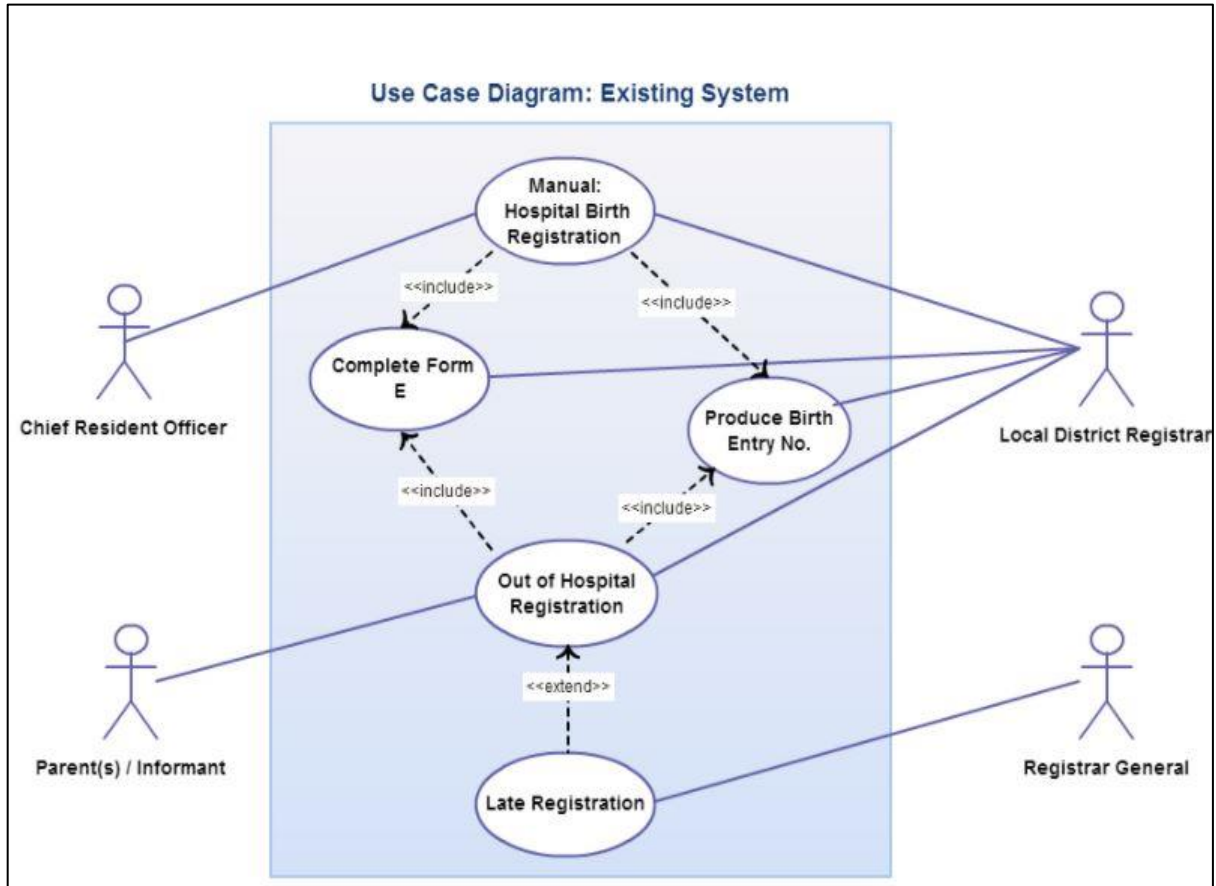 Use Case Diagram: Existing System
Manual:
Hospital Birth
Registration
<<include>>
<<include>>
Complete Form
E
Produce Birth
Entry No.
Chief Resident Officer
Local District Registrar
<<include>>
<<include>>
Out of Hospital
Registration
<<extend>>
Parent(s) / Informant
Registrar General
Late Registration